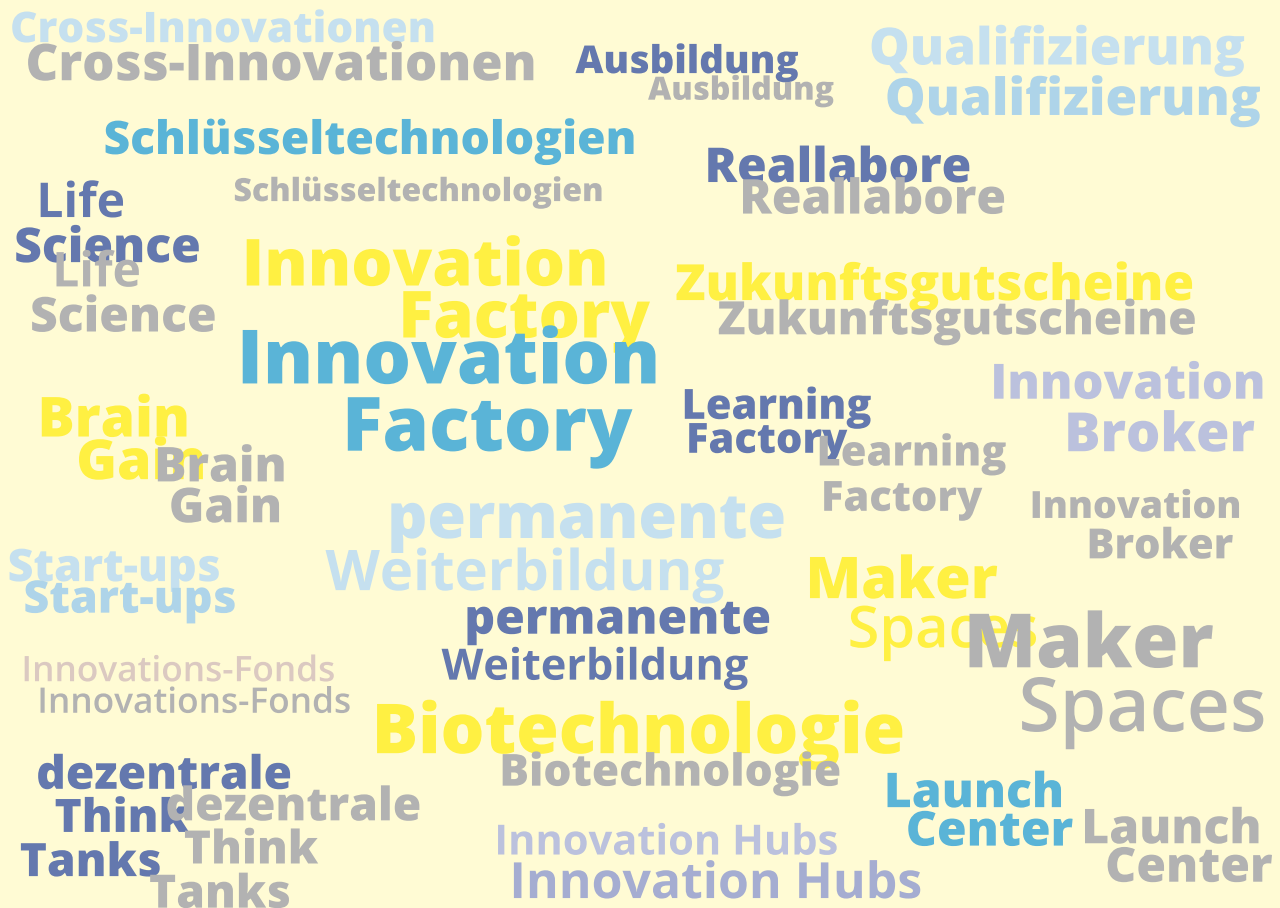 Cross-Innovationen
Cross-Innovationen
Ausbildung
Ausbildung
Qualifizierung
Qualifizierung
Schlüsseltechnologien
Schlüsseltechnologien
Reallabore
Reallabore
Life
Science
Life
Science
Innovation
Factory
Innovation
Factory
Zukunftsgutscheine
Zukunftsgutscheine
Brain
Gain
Brain
Gain
Learning
Factory
Learning
Factory
Innovation
Broker
Innovation
Broker
permanente
Weiterbildung
permanente
Weiterbildung
Start-ups
Start-ups
Maker
Spaces
Maker
Spaces
Innovations-Fonds
Innovations-Fonds
Biotechnologie
Biotechnologie
dezentrale
Think
Tanks
dezentrale
Think
Tanks
Launch
Center
Launch
Center
Innovation Hubs
Innovation Hubs